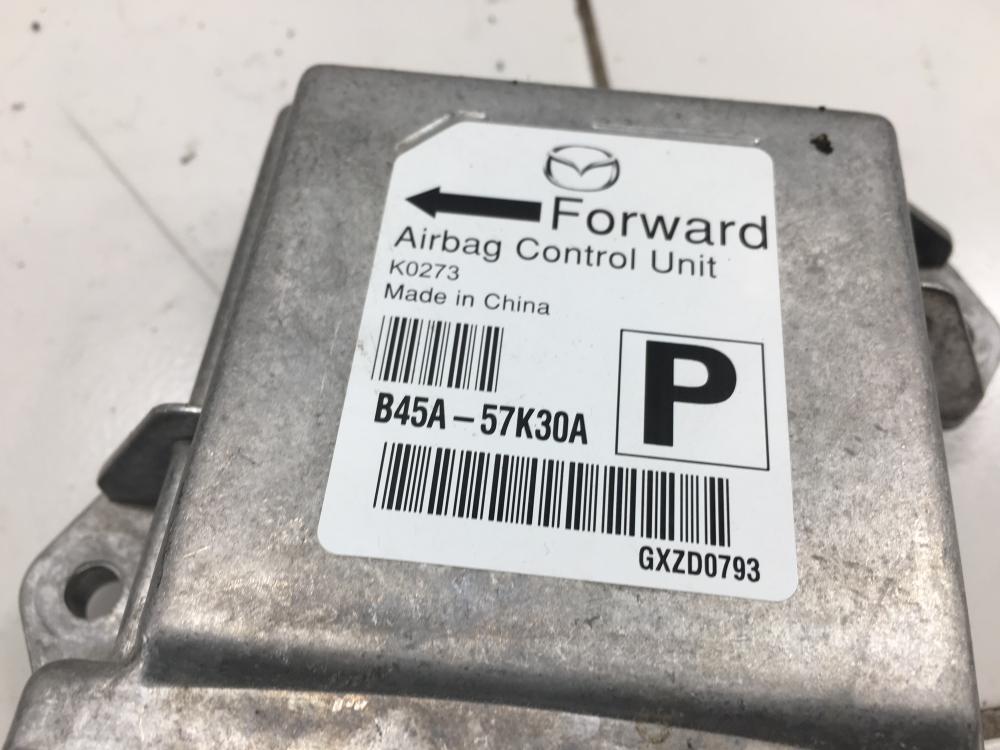 Forward
Airbag Control Unit
K0273
Made in China
P
B45A – 57K30A
GXZD0793